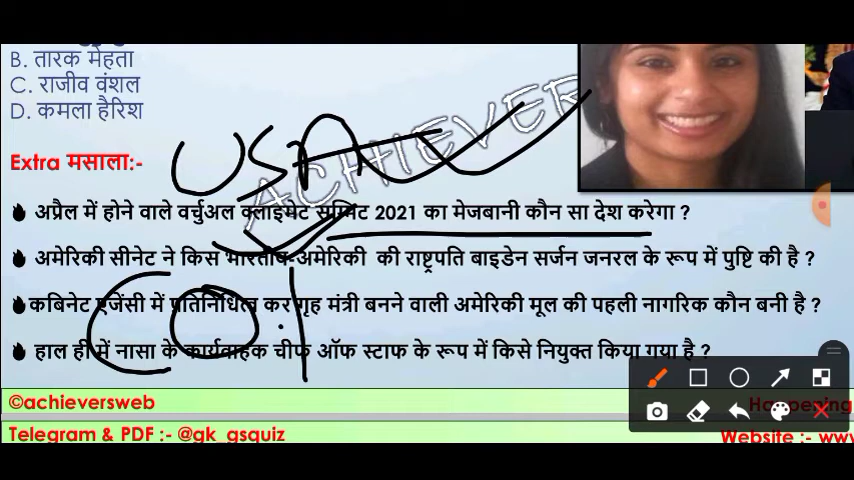 B. तारक मेहता
C. राजीव वंशल
D. कमला हैरिश
USA
ACHIEVER
Extra मसाला:-
अप्रैल में होने वाले वर्चुअल क्लाइमेट सम्मिट 2021 का मेजबानी कौन सा देश करेगा ?
अमेरिकी सीनेट ने किस भारतीय-अमेरिकी की राष्ट्रपति बाइडेन सर्जन जनरल के रूप में पुष्टि की है ?
कबिनेट एजेंसी में प्रतिनिधित्व कर गृह मंत्री बनने वाली अमेरिकी मूल की पहली नागरिक कौन बनी है ?
हाल ही में नासा के कार्यवाहक चीफ ऑफ स्टाफ के रूप में किसे नियुक्त किया गया है ?
©achieversweb
Telegram & PDF :- @gk_gsquiz
Website :- www